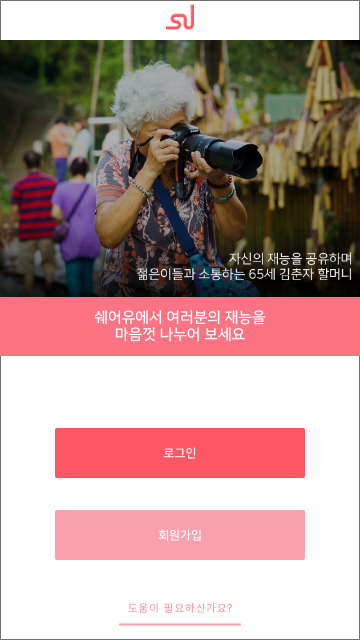 자신의 재능을 공유하며
젊은이들과 소통하는 65세 김춘자 할머니
쉐어유에서 여러분의 재능을
마음껏 나누어 보세요
로그인
회원가입
도움이 필요하신가요?